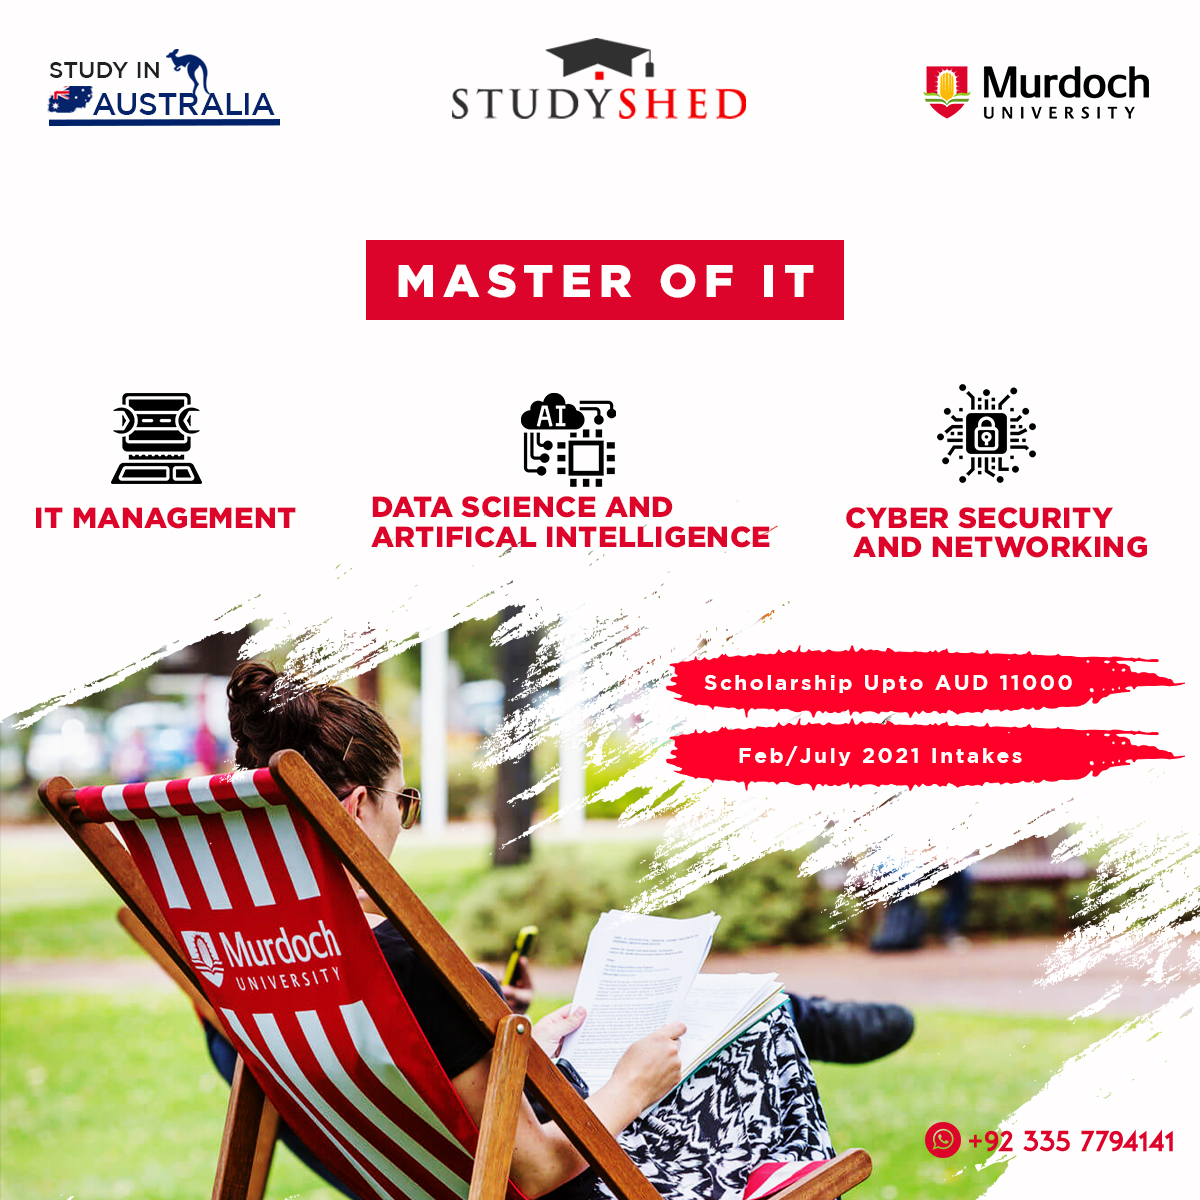 STUDY IN
AUSTRALIA
STUDYSHED
Murdoch
UNIVERSITY
MASTER OF IT
AI
IT MANAGEMENT
DATA SCIENCE AND
ARTIFICAL INTELLIGENCE
CYBER SECURITY
AND NETWORKING
Scholarship Upto AUD 11000
Feb/July 2021 Intakes
Murdoch
UNIVERSITY
+92 335 7794141